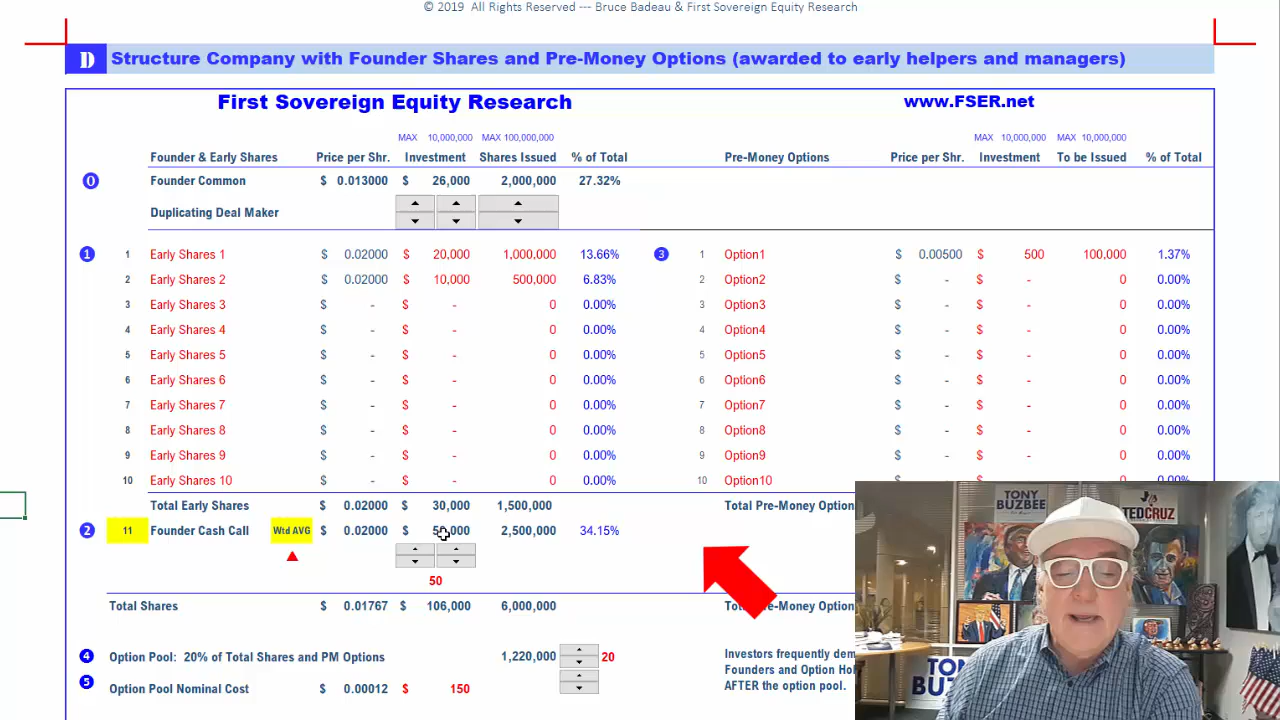 © 2019 All Rights Reserved --- Bruce Badeau & First Sovereign Equity Research
D Structure Company with Founder Shares and Pre-Money Options (awarded to early helpers and managers)
First Sovereign Equity Research www.FSER.net
MAX 10,000,000 MAX 100,000,000 MAX 10,000,000 MAX 10,000,000
Founder & Early Shares Price per Shr. Investment Shares Issued % of Total Pre-Money Options Price per Shr. Investment To be Issued % of Total
0 Founder Common $ 0.013000 $ 26,000 2,000,000 27.32%
Duplicating Deal Maker
1 1 Early Shares 1 $ 0.02000 $ 20,000 1,000,000 13.66% 3 1 Option1 $ 0.00500 $ 500 100,000 1.37%
2 Early Shares 2 $ 0.02000 $ 10,000 500,000 6.83% 2 Option2 $ - $ - 0 0.00%
3 Early Shares 3 $ - $ - 0 0.00% 3 Option3 $ - $ - 0 0.00%
4 Early Shares 4 $ - $ - 0 0.00% 4 Option4 $ - $ - 0 0.00%
5 Early Shares 5 $ - $ - 0 0.00% 5 Option5 $ - $ - 0 0.00%
6 Early Shares 6 $ - $ - 0 0.00% 6 Option6 $ - $ - 0 0.00%
7 Early Shares 7 $ - $ - 0 0.00% 7 Option7 $ - $ - 0 0.00%
8 Early Shares 8 $ - $ - 0 0.00% 8 Option8 $ - $ - 0 0.00%
9 Early Shares 9 $ - $ - 0 0.00% 9 Option9 $ - $ - 0 0.00%
10 Early Shares 10 $ - $ - 0 0.00% 10 Option10 $ - $ - 0 0.00%
Total Early Shares $ 0.02000 $ 30,000 1,500,000 Total Pre-Money
2 11 Founder Cash Call Wtd AVG $ 0.02000 $ 2,500,000 34.15%
50
Total Shares $ 0.01767 $ 106,000 6,000,000
4 Option Pool: 20% of Total Shares and PM Options 1,220,000 20 Investors frequently
5 Founders and Option
Option Pool Nominal Cost $ 0.00012 $ 150 AFTER the option pool.
TONY
BUZBEE
TED CRUZ
TONY
BUZ